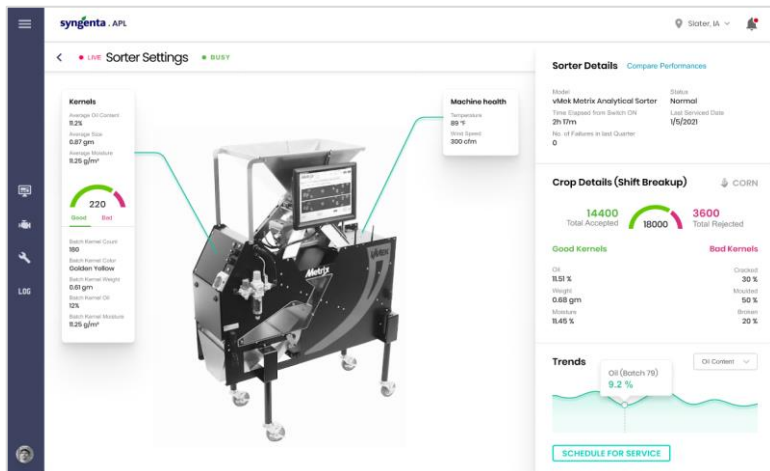 syngenta . APL
Slater, IA
LIVE Sorter Settings BUSY
Kernels
Average Oil Content
11.2%
Average Size
0.87 gm
Average Moisture
11.25 g/m³
220
Good Bad
Batch Kernel Count
180
Batch Kernel Color
Golden Yellow
Batch Kernel Weight
0.61 gm
Batch Kernel Oil
12%
Batch Kernel Moisture
11.25 g/m³
LOG
Machine health
Temperature
89 °F
Wind Speed
300 cfm
Metrix
vMEK
Sorter Details Compare Performances
Model
vMek Metrix Analytical Sorter
Status
Normal
Time Elapsed from Switch ON
2h 17m
Last Serviced Date
1/5/2021
No. of Failures in last Quarter
0
Crop Details (Shift Breakup) CORN
14400
Total Accepted
18000
3600
Total Rejected
Good Kernels
Bad Kernels
Oil
11.51 %
Cracked
30 %
Weight
0.68 gm
Moulded
50 %
Moisture
11.45 %
Broken
20 %
Trends
Oil Content
Oil (Batch 79)
9.2 %
SCHEDULE FOR SERVICE